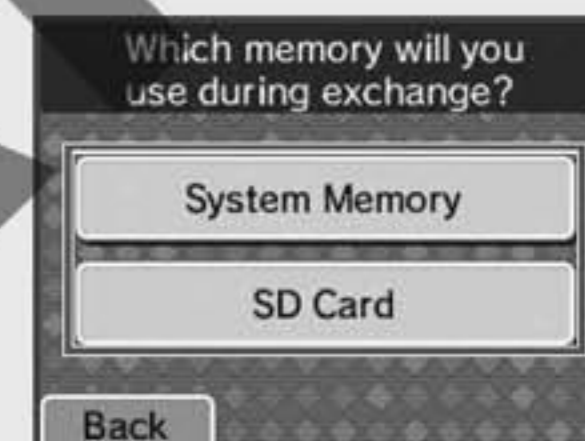 Which memory will you
use during exchange?
System Memory
SD Card
Back